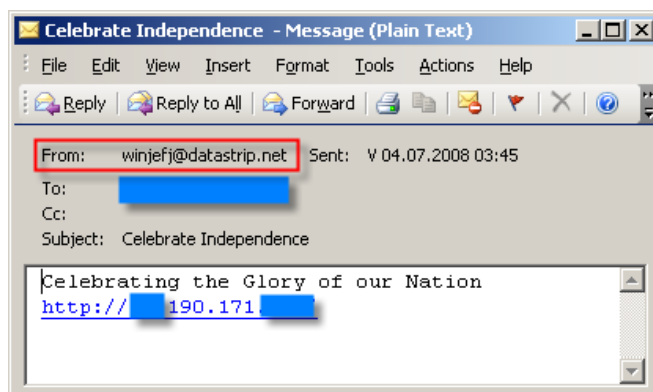 Celebrate Independence - Message (Plain Text)
File Edit View Insert Format Tools Actions Help
Reply Reply to All Forward
From: winjefj@datastrip.net Sent: V 04.07.2008 03:45
To:
Cc:
Subject: Celebrate Independence
Celebrating the Glory of our Nation
http:// 190.171.